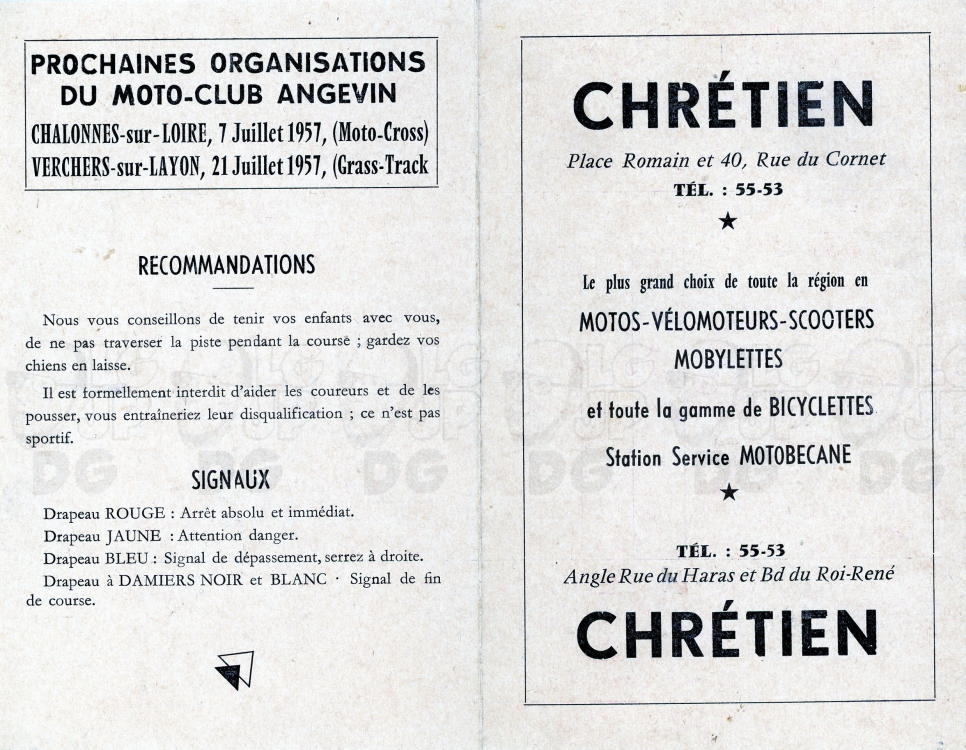 PROCHAINES ORGANISATIONS
DU MOTO-CLUB ANGEVIN
CHALONNES-sur-LOIRE, 7 Juillet 1957, (Moto-Cross)
VERCHERS-sur-LAYON, 21 Juillet 1957, (Grass-Track
RECOMMANDATIONS
Nous vous conseillons de tenir vos enfants avec vous,
de ne pas traverser la piste pendant la course ; gardez vos
chiens en laisse.
Il est formellement interdit d'aider les coureurs et de les
pousser, vous entraîneriez leur disqualification ; ce n'est pas
sportif.
SIGNAUX
Drapeau ROUGE : Arrêt absolu et immédiat.
Drapeau JAUNE : Attention danger.
Drapeau BLEU : Signal de dépassement, serrez à droite.
Drapeau à DAMIERS NOIR et BLANC · Signal de fin
de course.
CHRÉTIEN
Place Romain et 40, Rue du Cornet
TÉL. : 55-53
★
Le plus grand choix de toute la région en
MOTOS-VÉLOMOTEURS-SCOOTERS
MOBYLETTES
et toute la gamme de BICYCLETTES
Station Service MOTOBECANE
★
TÉL. : 55-53
Angle Rue du Haras et Bd du Roi-René
CHRÉTIEN